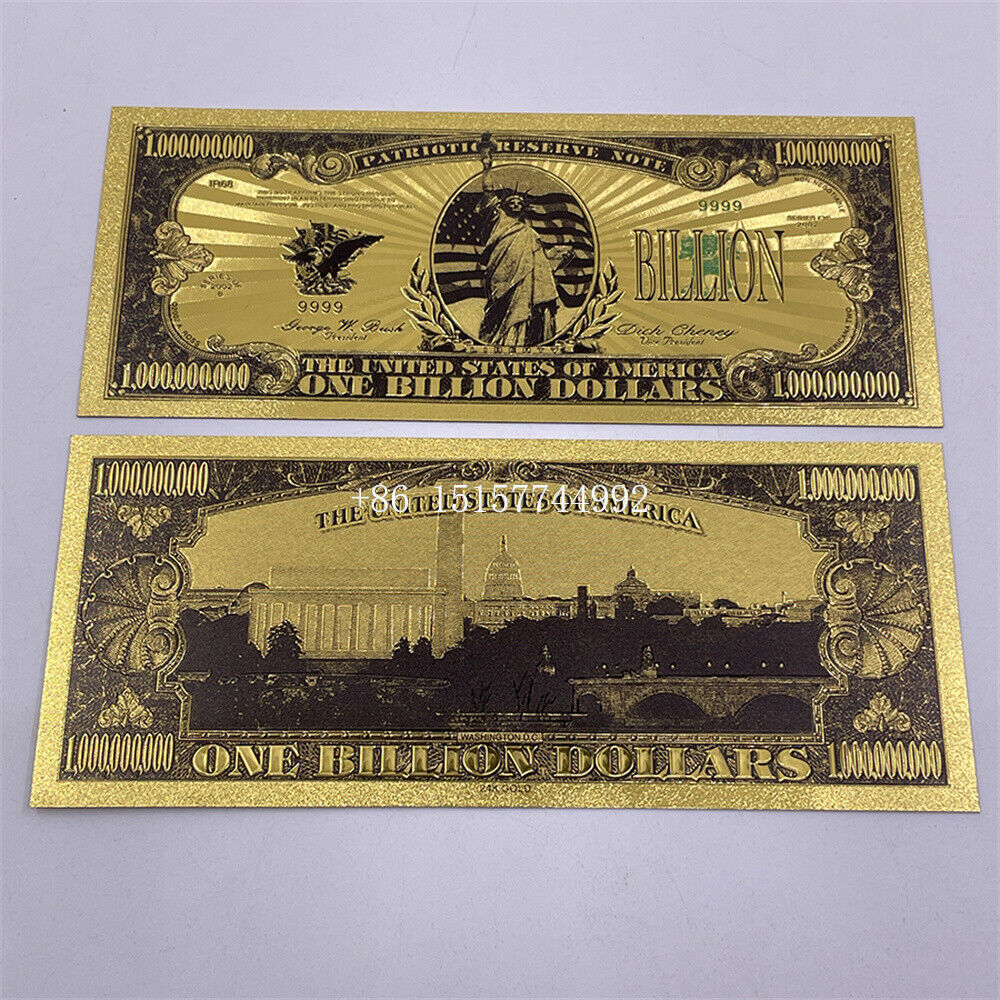 1,000,000,000
PATRIOTIC RESERVE NOTE
1,000,000,000
9999
SERIES
2002
BILLION
2002
9999
George W. Bush
President
Dick Cheney
Vice President
THE UNITED STATES OF AMERICA
1,000,000,000
ONE BILLION DOLLARS
1,000,000,000
1,000,000,000
+86 15157744992
1,000,000,000
THE UNITED STATES OF AMERICA
WASHINGTON D.C.
1,000,000,000
ONE BILLION DOLLARS
1,000,000,000
24K GOLD